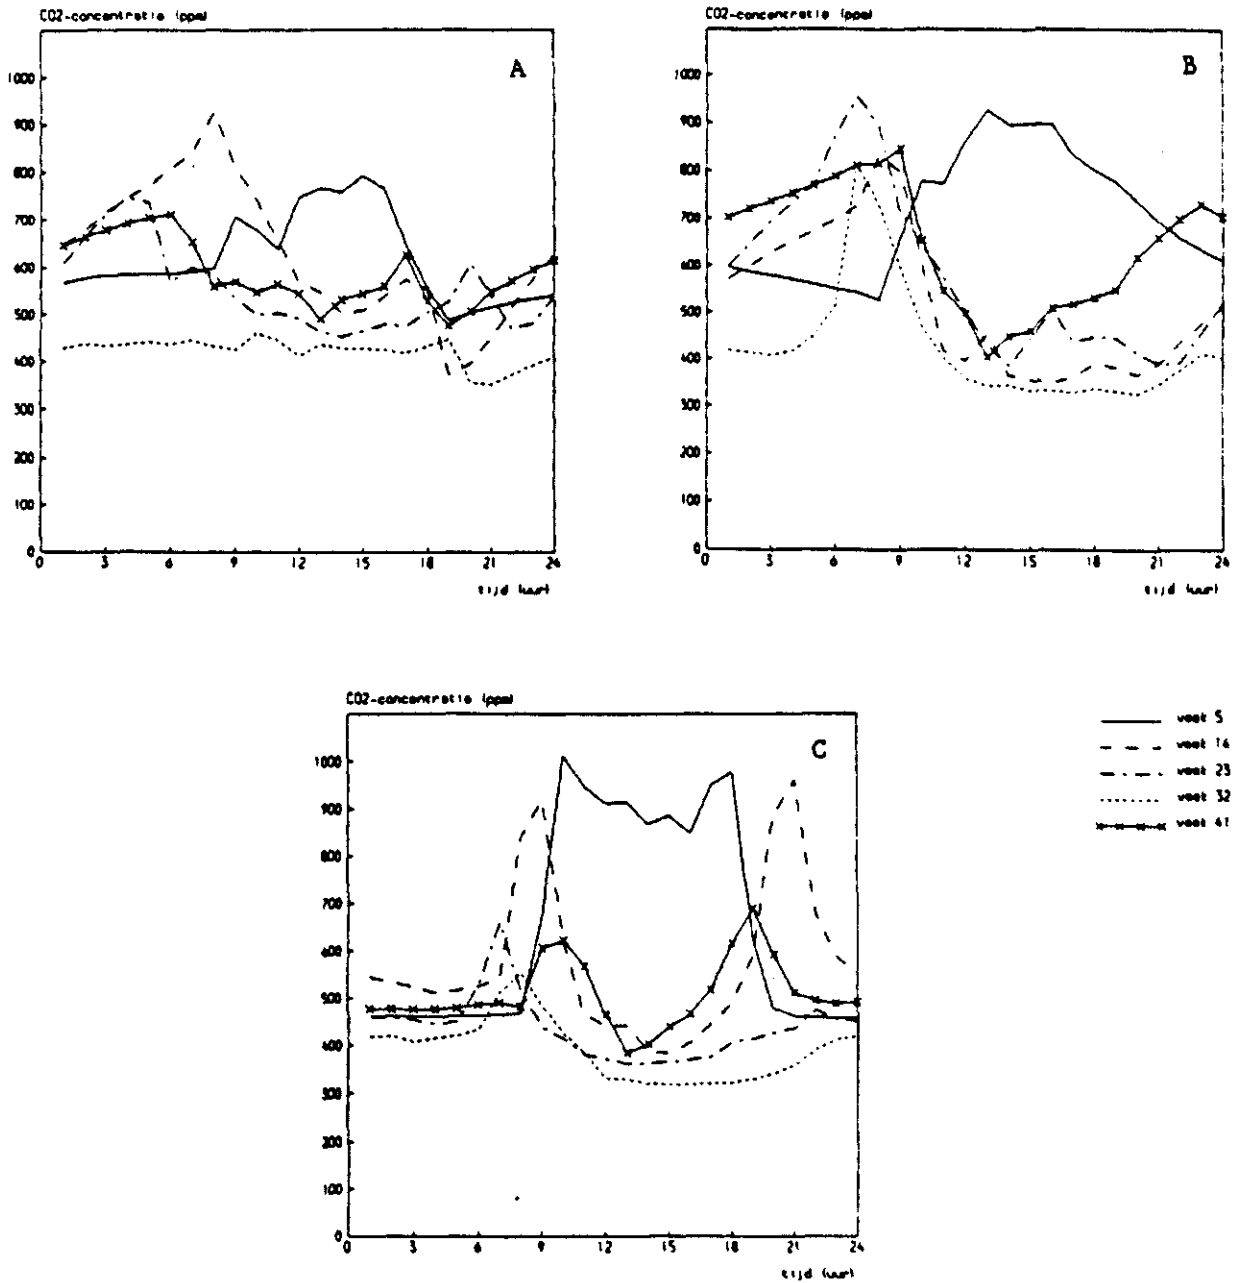 CO2-concentratie (ppm)
A
1000
900
800
700
600
500
400
300
200
100
0
0 3 6 9 12 15 18 21 24
tijd (uur)
CO2-concentratie (ppm)
B
1000
900
800
700
600
500
400
300
200
100
0
0 3 6 9 12 15 18 21 24
tijd (uur)
CO2-concentratie (ppm)
C
1000
900
800
700
600
500
400
300
200
100
0
0 3 6 9 12 15 18 21 24
tijd (uur)
week 5
week 14
week 23
week 32
week 41